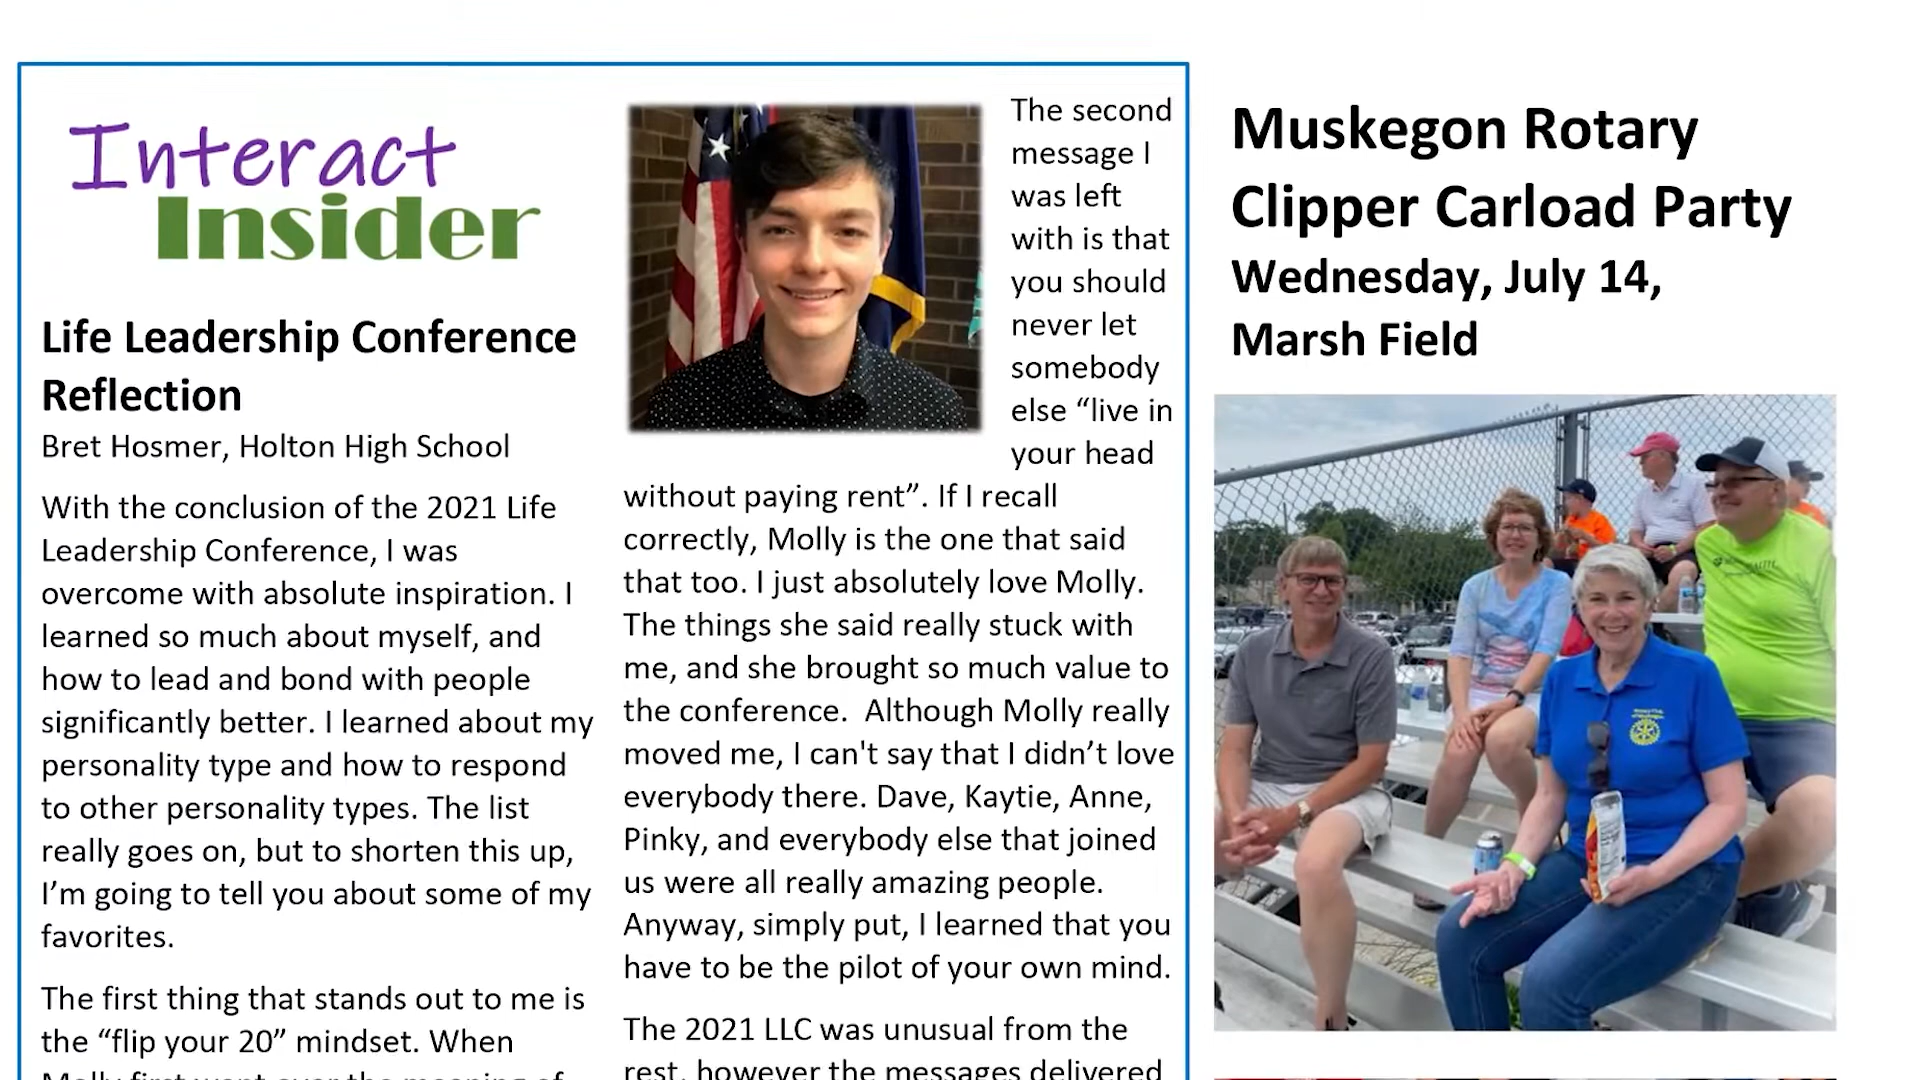 Interact
Insider
Life Leadership Conference
Reflection
Bret Hosmer, Holton High School
With the conclusion of the 2021 Life
Leadership Conference, I was
overcome with absolute inspiration. I
learned so much about myself, and
how to lead and bond with people
significantly better. I learned about my
personality type and how to respond
to other personality types. The list
really goes on, but to shorten this up,
I’m going to tell you about some of my
favorites.
The first thing that stands out to me is
the “flip your 20” mindset. When
Molly first went over the meaning of
The second
message I
was left
with is that
you should
never let
somebody
else “live in
your head
without paying rent”. If I recall
correctly, Molly is the one that said
that too. I just absolutely love Molly.
The things she said really stuck with
me, and she brought so much value to
the conference.  Although Molly really
moved me, I can't say that I didn’t love
everybody there. Dave, Kaytie, Anne,
Pinky, and everybody else that joined
us were all really amazing people.
Anyway, simply put, I learned that you
have to be the pilot of your own mind.
The 2021 LLC was unusual from the
rest, however the messages delivered
Muskegon Rotary
Clipper Carload Party
Wednesday, July 14,
Marsh Field